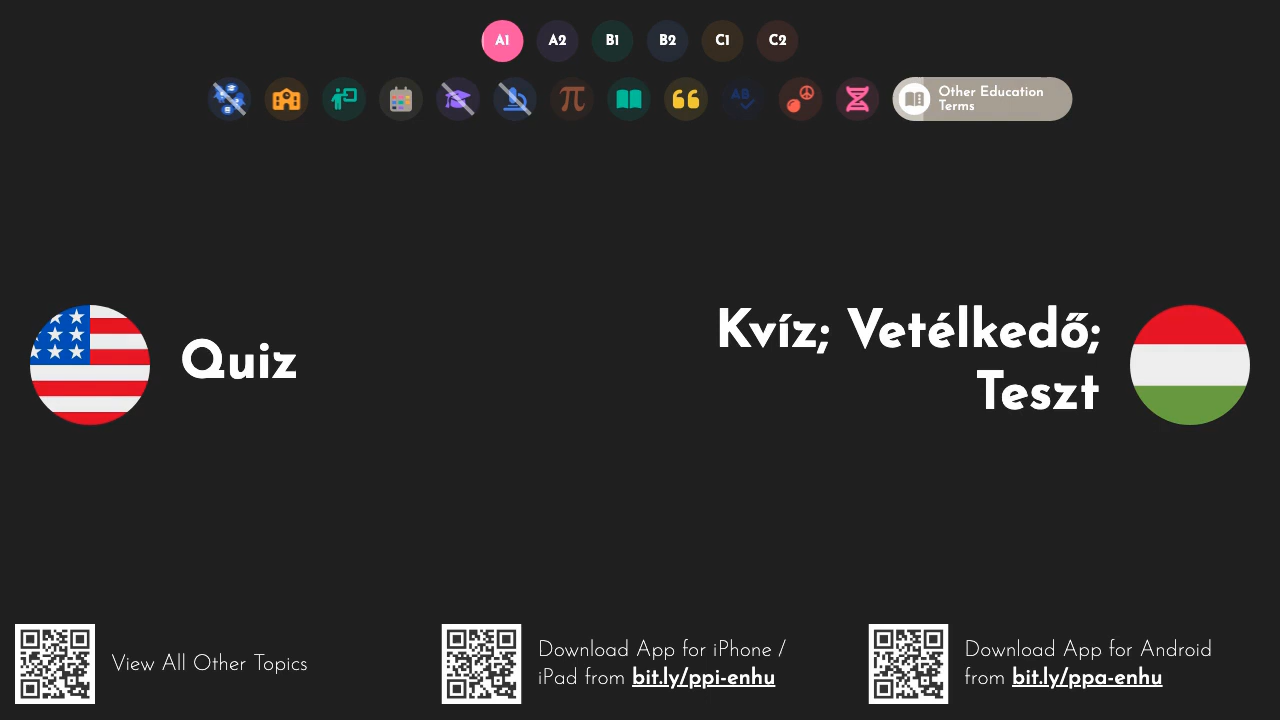 A1 A2 B1 B2 C1 C2
Other Education
Terms
Quiz
Kvíz; Vetélkedő;
Teszt
View All Other Topics
Download App for iPhone /
iPad from bit.ly/ppi-enhu
Download App for Android
from bit.ly/ppa-enhu